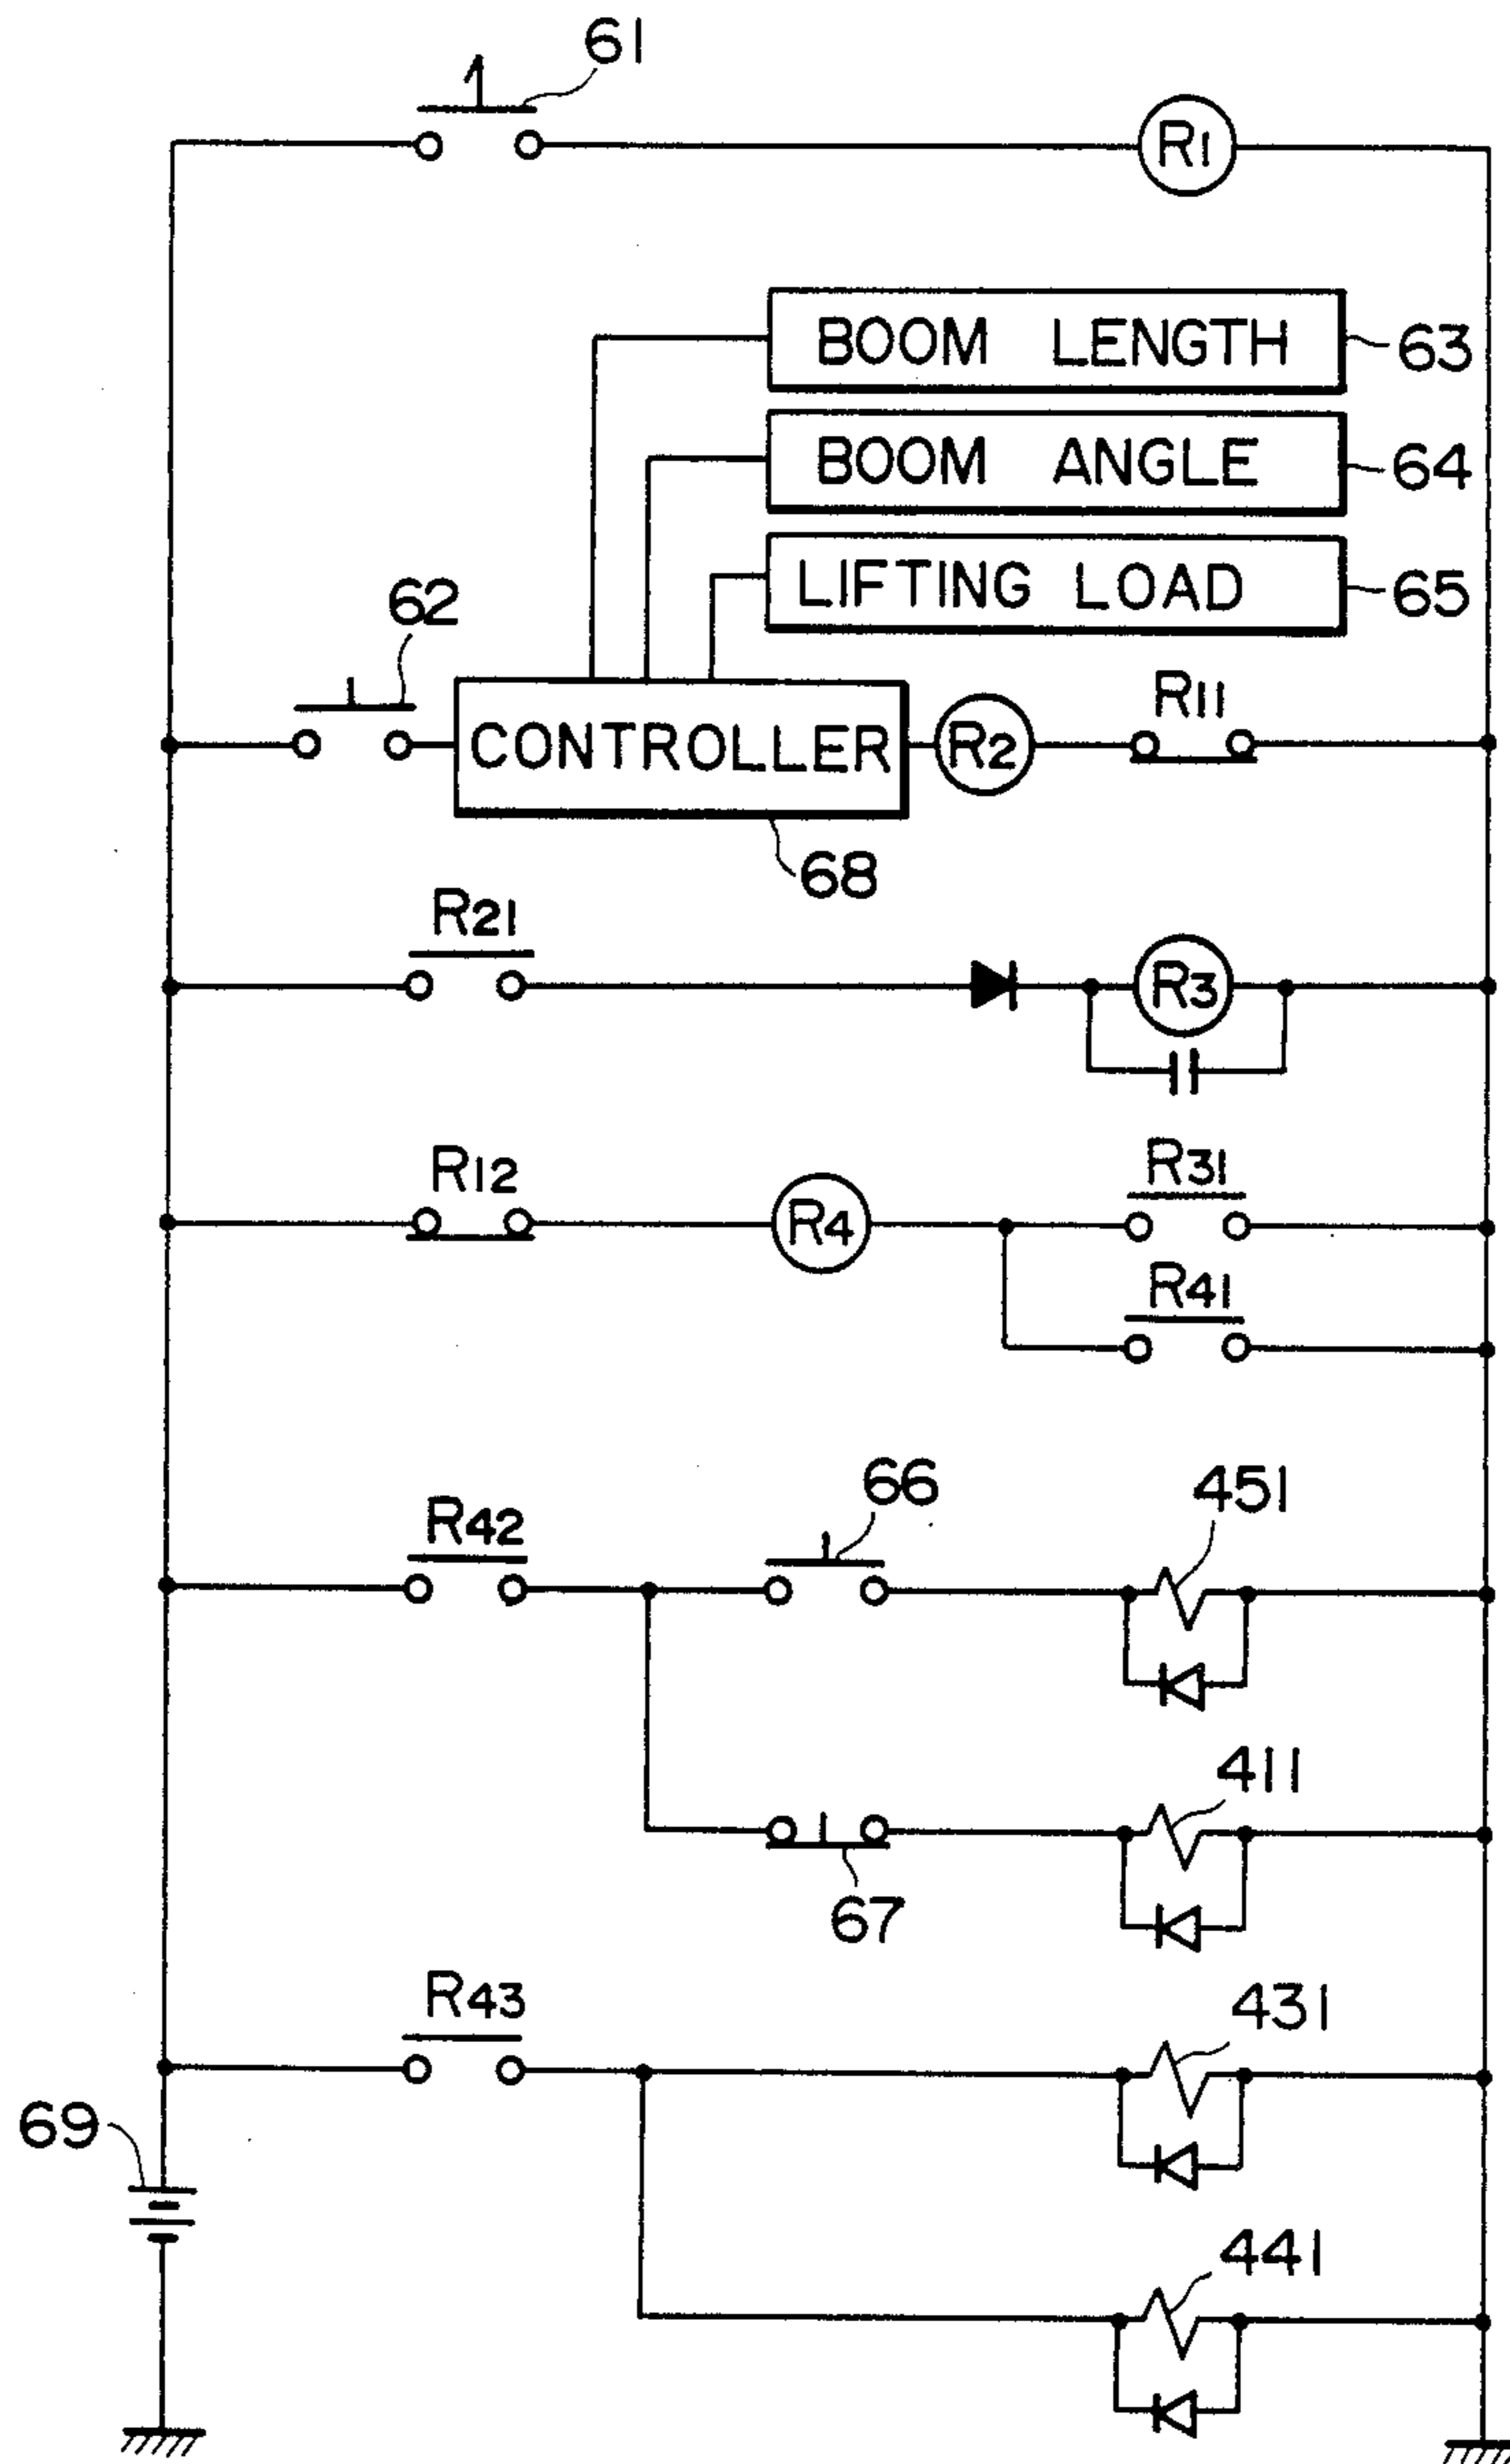 61
R1
BOOM LENGTH
63
BOOM ANGLE
64
LIFTING LOAD
65
62
R11
CONTROLLER
R2
68
R21
R3
R12
R4
R31
R41
R42
66
451
411
67
R43
431
69
441